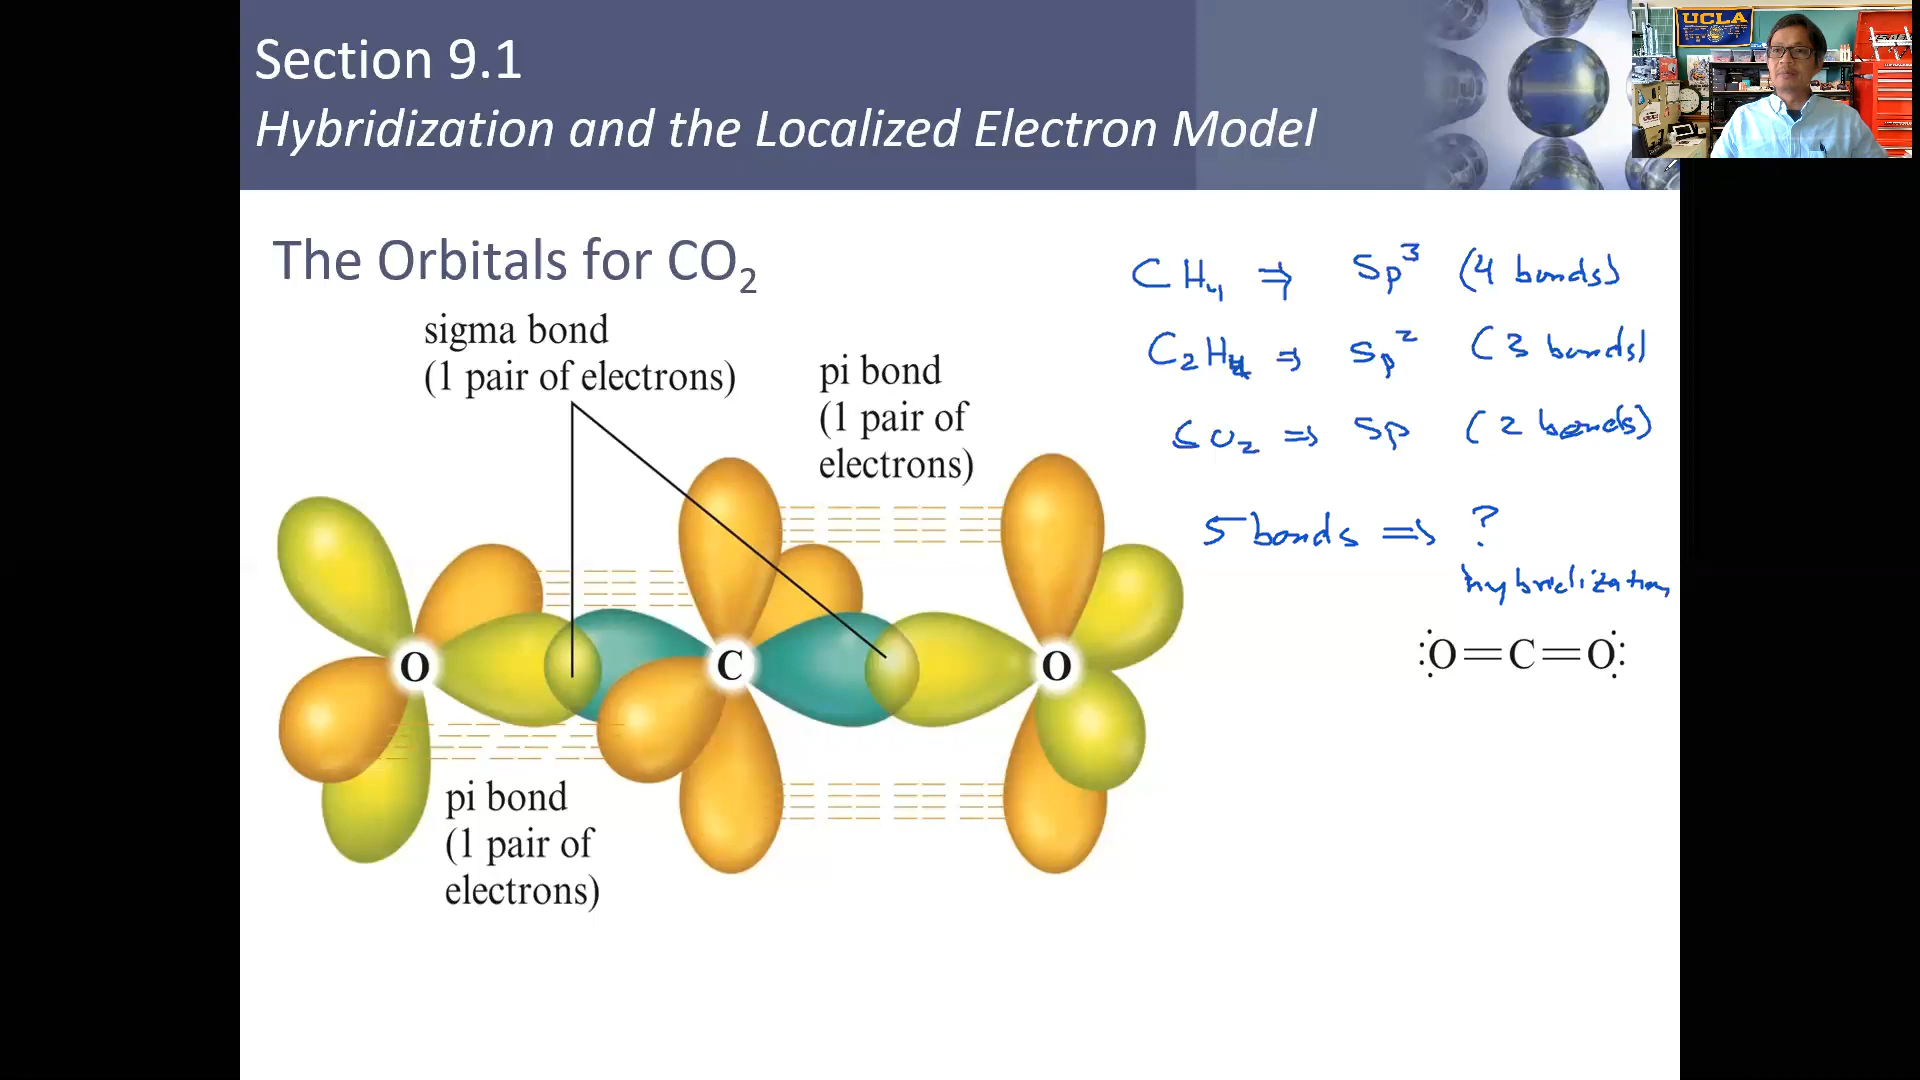 Section 9.1
Hybridization and the Localized Electron Model
UCLA
The Orbitals for CO₂
sigma bond
(1 pair of electrons)
pi bond
(1 pair of
electrons)
O
C
O
pi bond
(1 pair of
electrons)
CH₄ ⇒ Sp³ (4 bonds)
C₂H₄ ⇒ Sp² (3 bonds)
CO₂ ⇒ Sp (2 bonds)
5 bonds ⇒ ?
hybridization
:O=C=O: